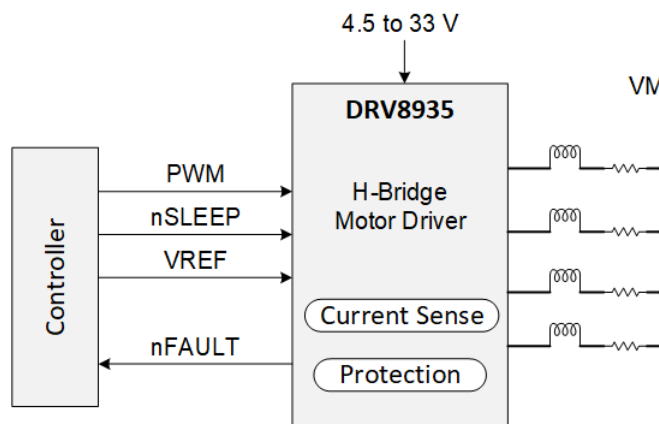 4.5 to 33 V
VM
DRV8935
H-Bridge
Motor Driver
PWM
nSLEEP
VREF
nFAULT
Controller
Current Sense
Protection